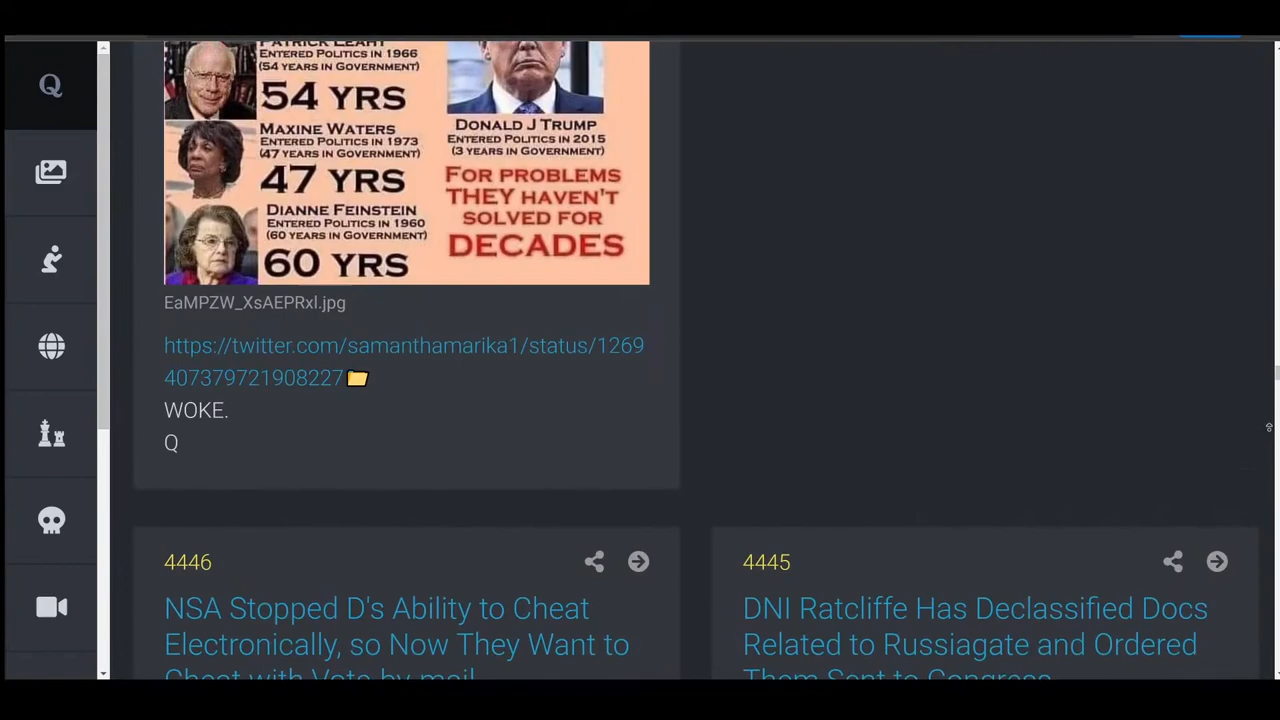 Q
PATRICK LEAHY
ENTERED POLITICS IN 1966
(54 YEARS IN GOVERNMENT)
54 YRS
MAXINE WATERS
ENTERED POLITICS IN 1973
(47 YEARS IN GOVERNMENT)
47 YRS
DIANNE FEINSTEIN
ENTERED POLITICS IN 1960
(60 YEARS IN GOVERNMENT)
60 YRS
DONALD J TRUMP
ENTERED POLITICS IN 2015
(3 YEARS IN GOVERNMENT)
FOR PROBLEMS
THEY HAVEN'T
SOLVED FOR
DECADES
EaMPZW_XsAEPRxI.jpg
https://twitter.com/samanthamarika1/status/1269
407379721908227
WOKE.
Q
4446
NSA Stopped D's Ability to Cheat
Electronically, so Now They Want to
Cheat with Vote by mail
4445
DNI Ratcliffe Has Declassified Docs
Related to Russiagate and Ordered
Them Sent to Congress